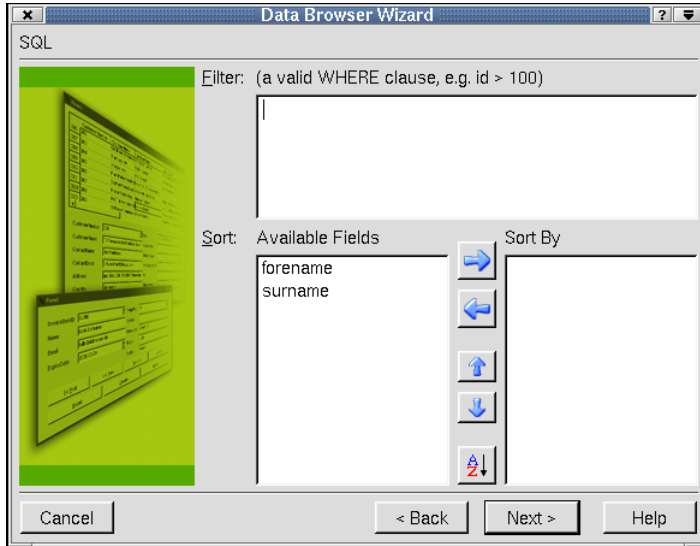 Data Browser Wizard
SQL
Filter: (a valid WHERE clause, e.g. id > 100)
Sort: Available Fields Sort By
forename
surname
Cancel < Back Next > Help